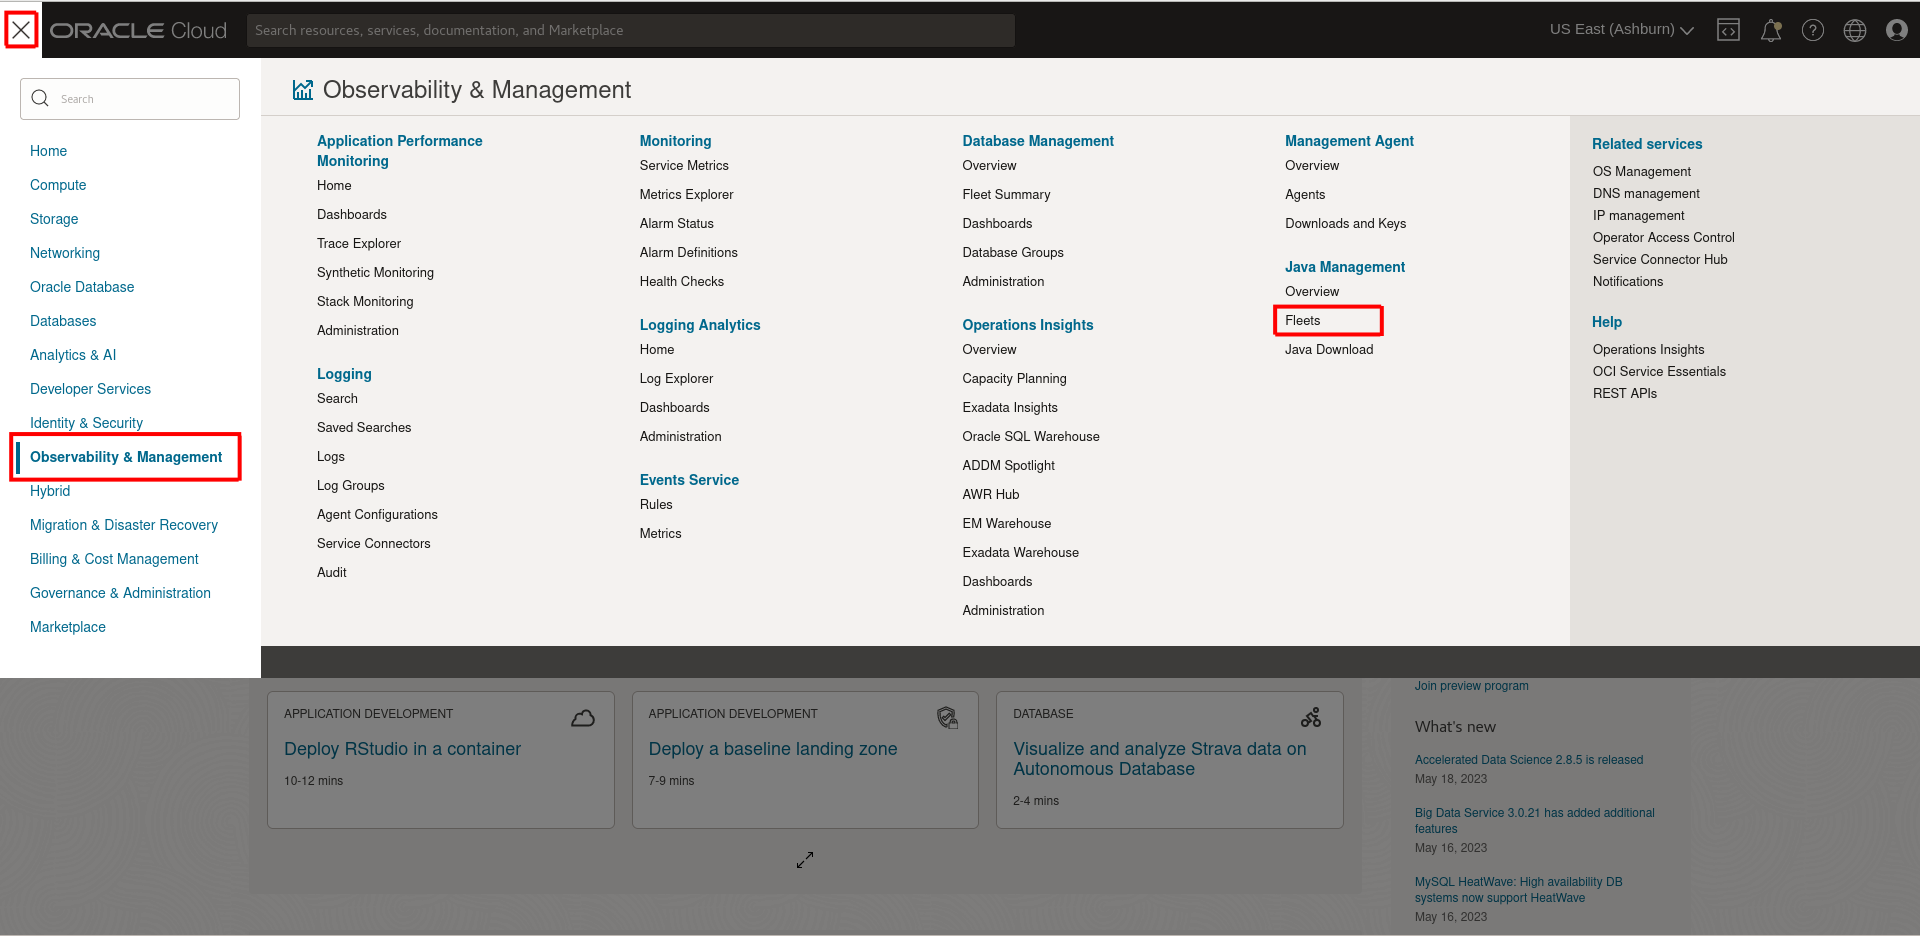 ORACLE Cloud
Search resources, services, documentation, and Marketplace
US East (Ashburn)
Search
Home
Compute
Storage
Networking
Oracle Database
Databases
Analytics & AI
Developer Services
Identity & Security
Observability & Management
Hybrid
Migration & Disaster Recovery
Billing & Cost Management
Governance & Administration
Marketplace
Observability & Management
Application Performance
Monitoring
Home
Dashboards
Trace Explorer
Synthetic Monitoring
Stack Monitoring
Administration
Logging
Search
Saved Searches
Logs
Log Groups
Agent Configurations
Service Connectors
Audit
Monitoring
Service Metrics
Metrics Explorer
Alarm Status
Alarm Definitions
Health Checks
Logging Analytics
Home
Log Explorer
Dashboards
Administration
Events Service
Rules
Metrics
Database Management
Overview
Fleet Summary
Dashboards
Database Groups
Administration
Operations Insights
Overview
Capacity Planning
Exadata Insights
Oracle SQL Warehouse
ADDM Spotlight
AWR Hub
EM Warehouse
Exadata Warehouse
Dashboards
Administration
Management Agent
Overview
Agents
Downloads and Keys
Java Management
Overview
Fleets
Java Download
Related services
OS Management
DNS management
IP management
Operator Access Control
Service Connector Hub
Notifications
Help
Operations Insights
OCI Service Essentials
REST APIs
APPLICATION DEVELOPMENT
Deploy RStudio in a container
10-12 mins
APPLICATION DEVELOPMENT
Deploy a baseline landing zone
7-9 mins
DATABASE
Visualize and analyze Strava data on
Autonomous Database
2-4 mins
Join preview program
What's new
Accelerated Data Science 2.8.5 is released
May 18, 2023
Big Data Service 3.0.21 has added additional
features
May 16, 2023
MySQL HeatWave: High availability DB
systems now support HeatWave
May 16, 2023